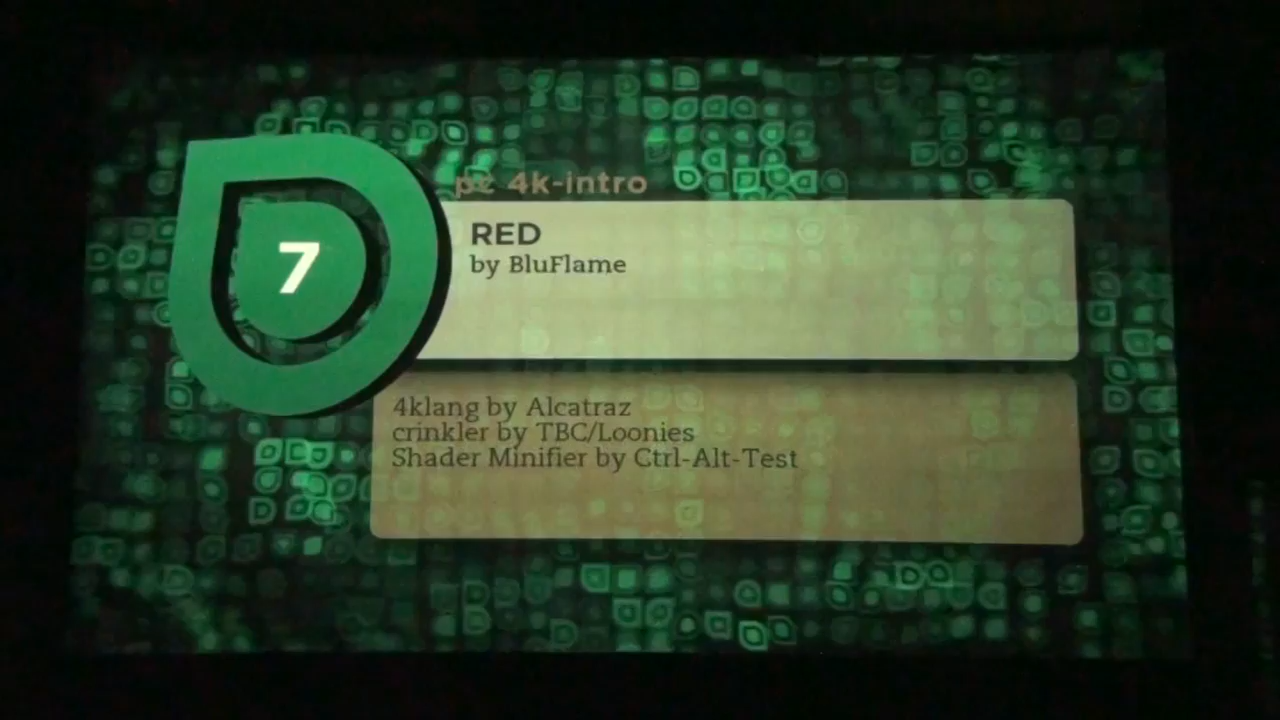 pc 4k-intro
7
RED
by BluFlame
4klang by Alcatraz
crinkler by TBC/Loonies
Shader Minifier by Ctrl-Alt-Test